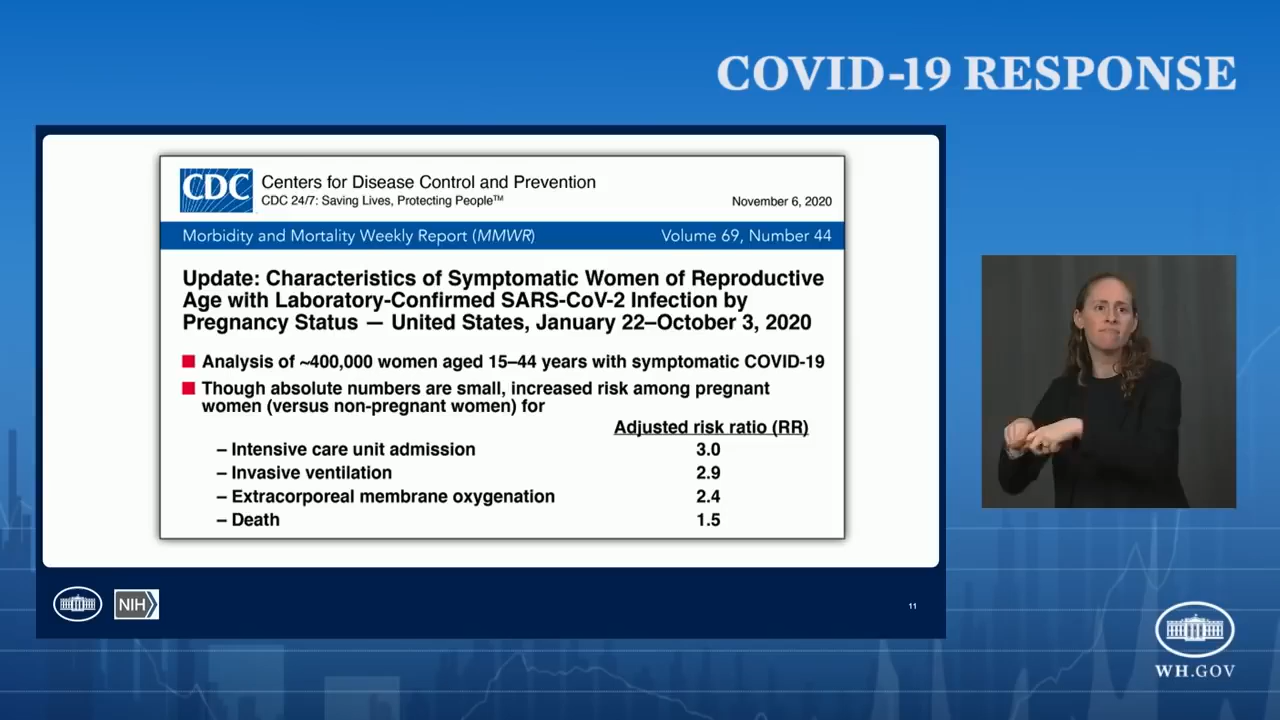 COVID-19 RESPONSE
CDC
Centers for Disease Control and Prevention
CDC 24/7: Saving Lives, Protecting People™
November 6, 2020
Morbidity and Mortality Weekly Report (MMWR)
Volume 69, Number 44
Update: Characteristics of Symptomatic Women of Reproductive
Age with Laboratory-Confirmed SARS-CoV-2 Infection by
Pregnancy Status — United States, January 22–October 3, 2020
Analysis of ~400,000 women aged 15–44 years with symptomatic COVID-19
Though absolute numbers are small, increased risk among pregnant
women (versus non-pregnant women) for
Adjusted risk ratio (RR)
– Intensive care unit admission 3.0
– Invasive ventilation 2.9
– Extracorporeal membrane oxygenation 2.4
– Death 1.5
NIH
11
WH.GOV